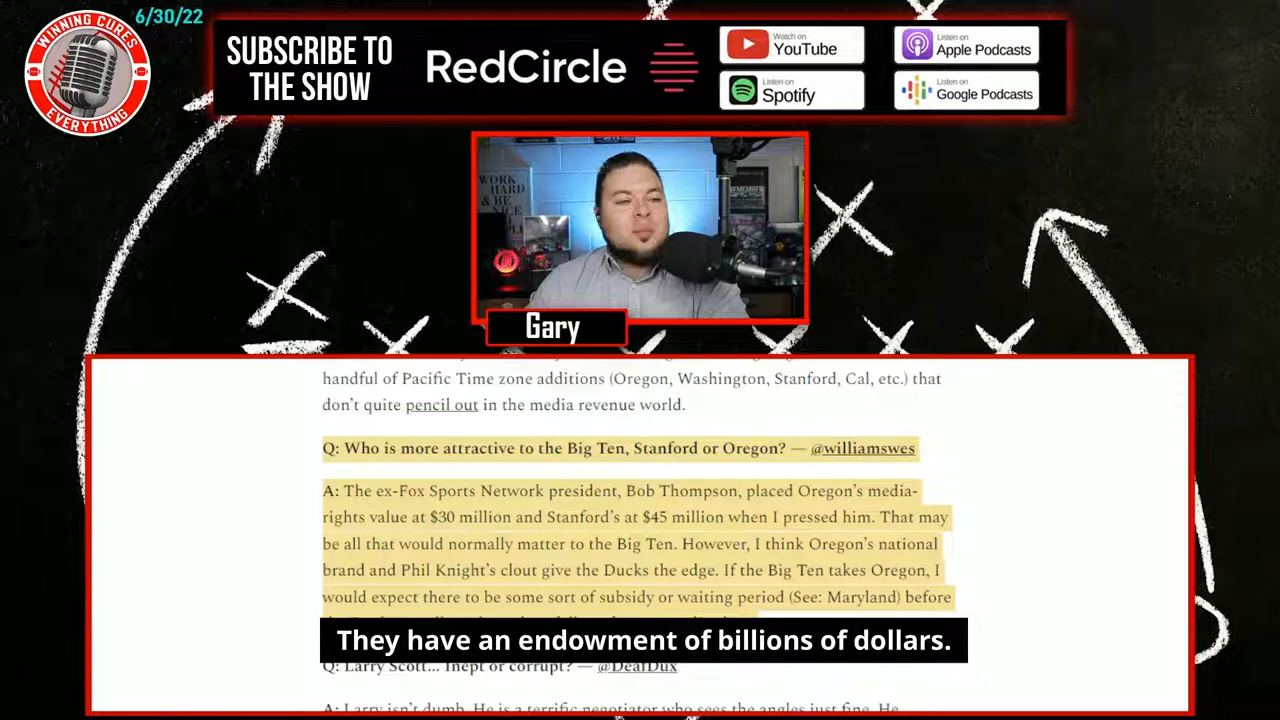 6/30/22
WINNING CURES
EVERYTHING
SUBSCRIBE TO
THE SHOW
RedCircle
Watch on
YouTube
Listen on
Spotify
Listen on
Apple Podcasts
Listen on
Google Podcasts
WORK
HARD
& BE
NICE
REMEMBER
Gary
handful of Pacific Time zone additions (Oregon, Washington, Stanford, Cal, etc.) that
don't quite pencil out in the media revenue world.
Q: Who is more attractive to the Big Ten, Stanford or Oregon? — @williamswes
A: The ex-Fox Sports Network president, Bob Thompson, placed Oregon's media-
rights value at $30 million and Stanford's at $45 million when I pressed him. That may
be all that would normally matter to the Big Ten. However, I think Oregon's national
brand and Phil Knight's clout give the Ducks the edge. If the Big Ten takes Oregon, I
would expect there to be some sort of subsidy or waiting period (See: Maryland) before
They have an endowment of billions of dollars.
Q: Larry Scott... Inept or corrupt? — @DeafDux
A: Larry isn't dumb. He is a terrific negotiator who sees the angles just fine. He